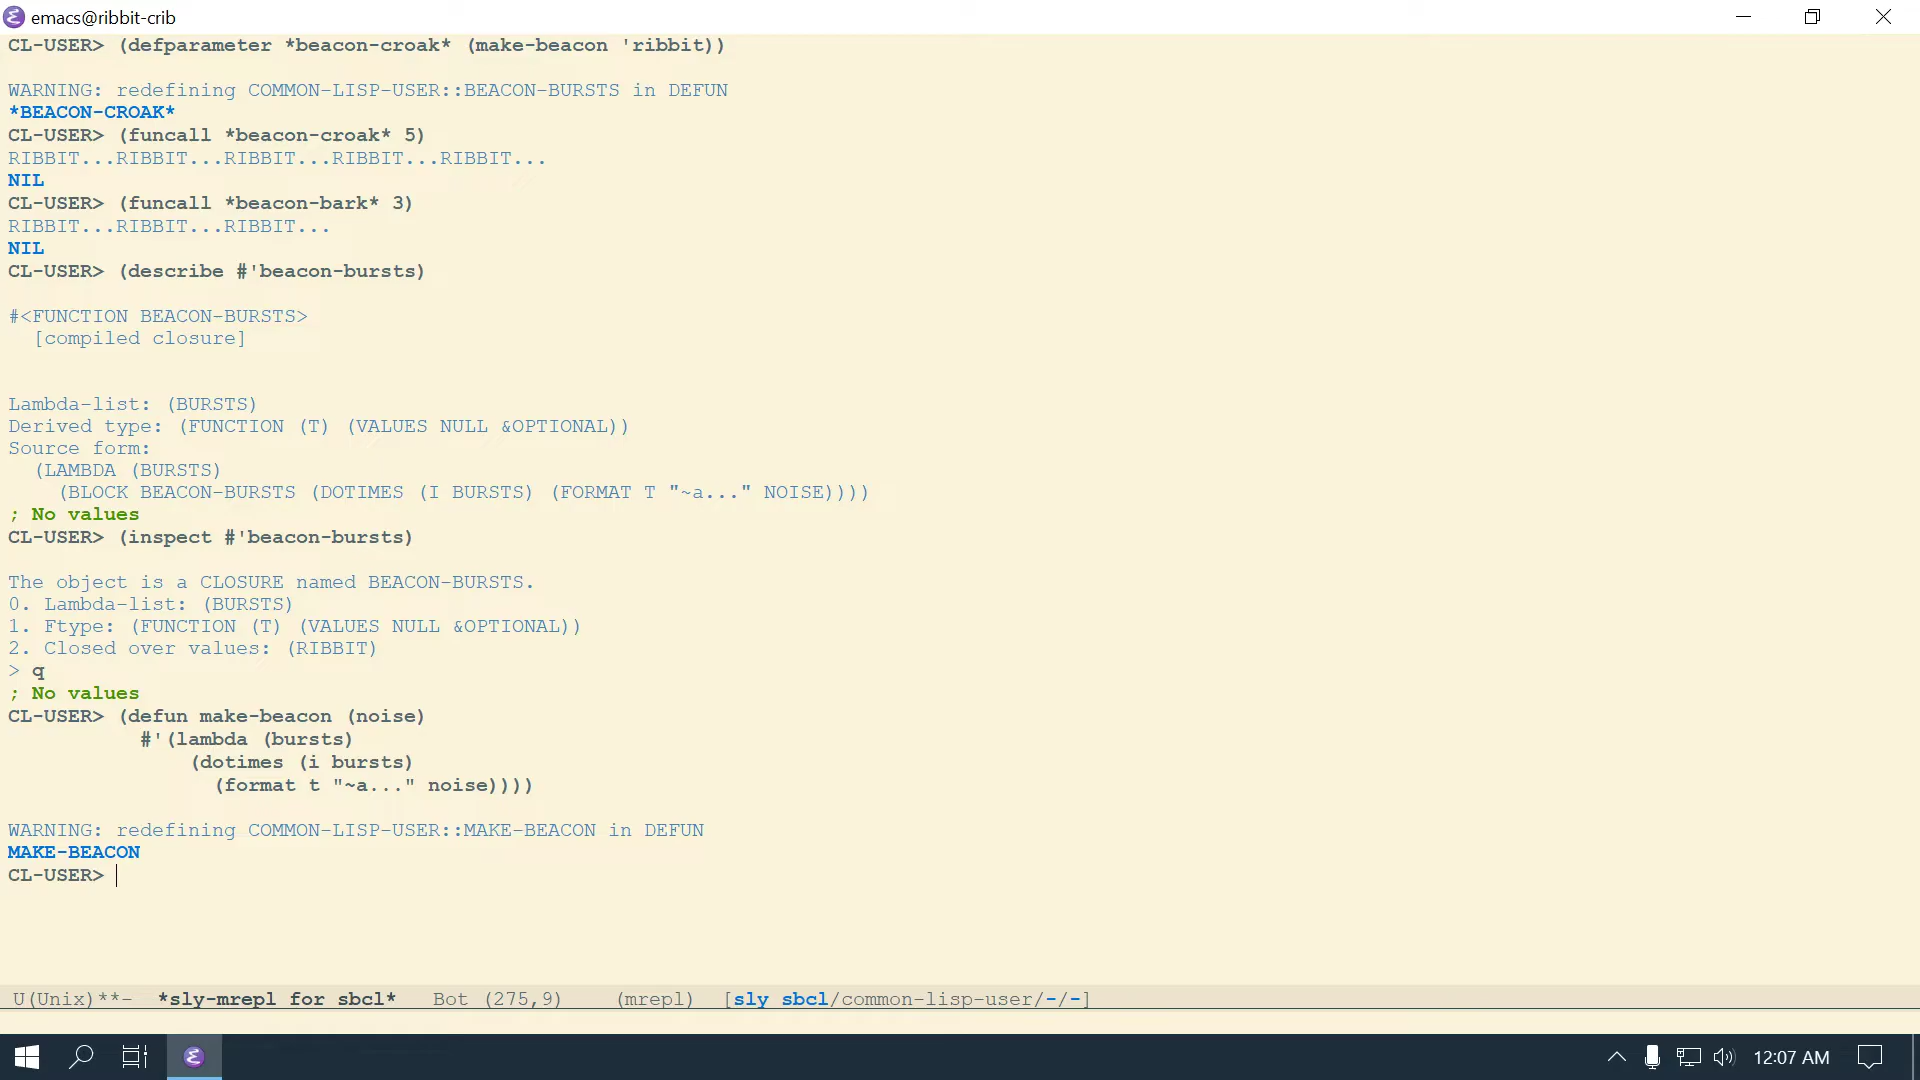 emacs@ribbit-crib
CL-USER> (defparameter *beacon-croak* (make-beacon 'ribbit))
WARNING: redefining COMMON-LISP-USER::BEACON-BURSTS in DEFUN
*BEACON-CROAK*
CL-USER> (funcall *beacon-croak* 5)
RIBBIT...RIBBIT...RIBBIT...RIBBIT...RIBBIT...
NIL
CL-USER> (funcall *beacon-bark* 3)
RIBBIT...RIBBIT...RIBBIT...
NIL
CL-USER> (describe #'beacon-bursts)
#<FUNCTION BEACON-BURSTS>
[compiled closure]
Lambda-list: (BURSTS)
Derived type: (FUNCTION (T) (VALUES NULL &OPTIONAL))
Source form:
(LAMBDA (BURSTS)
(BLOCK BEACON-BURSTS (DOTIMES (I BURSTS) (FORMAT T "~a..." NOISE))))
; No values
CL-USER> (inspect #'beacon-bursts)
The object is a CLOSURE named BEACON-BURSTS.
0. Lambda-list: (BURSTS)
1. Ftype: (FUNCTION (T) (VALUES NULL &OPTIONAL))
2. Closed over values: (RIBBIT)
> q
; No values
CL-USER> (defun make-beacon (noise)
#'(lambda (bursts)
(dotimes (i bursts)
(format t "~a..." noise))))
WARNING: redefining COMMON-LISP-USER::MAKE-BEACON in DEFUN
MAKE-BEACON
CL-USER>
U(Unix)**- *sly-mrepl for sbcl* Bot (275,9) (mrepl) [sly sbcl/common-lisp-user/-/-]
12:07 AM